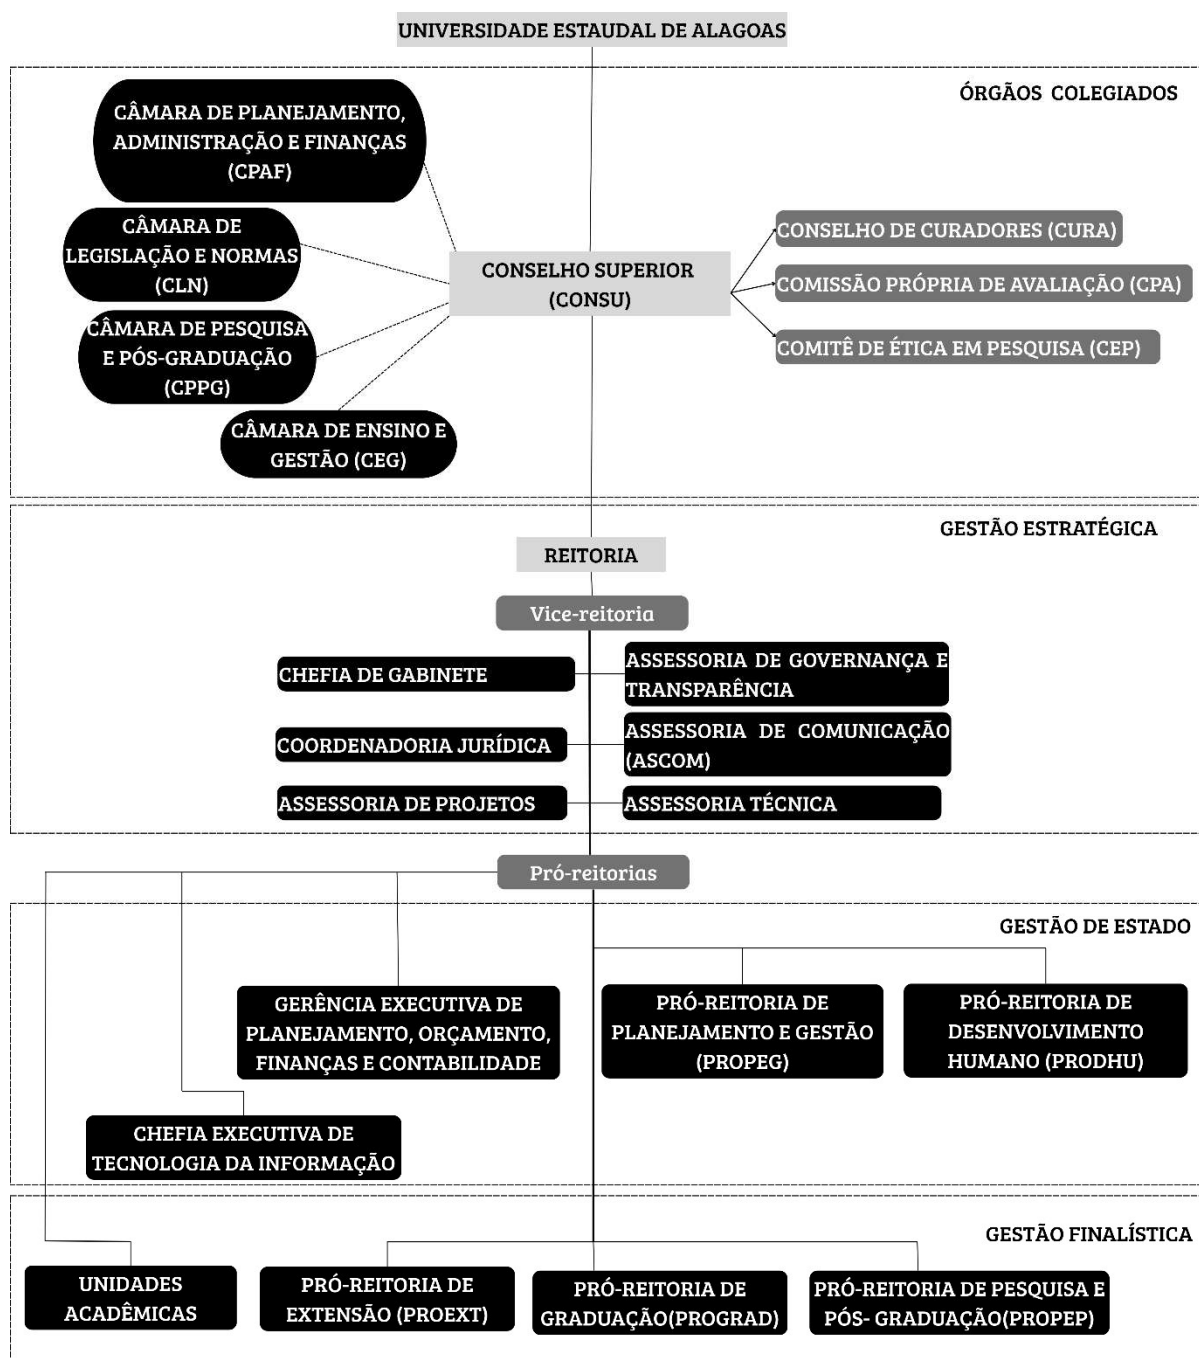 UNIVERSIDADE ESTAUDAL DE ALAGOAS
ÓRGÃOS COLEGIADOS
CÂMARA DE PLANEJAMENTO,
ADMINISTRAÇÃO E FINANÇAS
(CPAF)
CÂMARA DE
LEGISLAÇÃO E NORMAS
(CLN)
CÂMARA DE PESQUISA
E PÓS-GRADUAÇÃO
(CPPG)
CÂMARA DE ENSINO E
GESTÃO (CEG)
CONSELHO SUPERIOR
(CONSU)
CONSELHO DE CURADORES (CURA)
COMISSÃO PRÓPRIA DE AVALIAÇÃO (CPA)
COMITÊ DE ÉTICA EM PESQUISA (CEP)
GESTÃO ESTRATÉGICA
REITORIA
Vice-reitoria
CHEFIA DE GABINETE
ASSESSORIA DE GOVERNANÇA E
TRANSPARÊNCIA
COORDENADORIA JURÍDICA
ASSESSORIA DE COMUNICAÇÃO
(ASCOM)
ASSESSORIA DE PROJETOS
ASSESSORIA TÉCNICA
Pró-reitorias
GESTÃO DE ESTADO
GERÊNCIA EXECUTIVA DE
PLANEJAMENTO, ORÇAMENTO,
FINANÇAS E CONTABILIDADE
PRÓ-REITORIA DE
PLANEJAMENTO E GESTÃO
(PROPEG)
PRÓ-REITORIA DE
DESENVOLVIMENTO
HUMANO (PRODHU)
CHEFIA EXECUTIVA DE
TECNOLOGIA DA INFORMAÇÃO
GESTÃO FINALÍSTICA
UNIDADES
ACADÊMICAS
PRÓ-REITORIA DE
EXTENSÃO (PROEXT)
PRÓ-REITORIA DE
GRADUAÇÃO(PROGRAD)
PRÓ-REITORIA DE PESQUISA E
PÓS- GRADUAÇÃO(PROPEP)